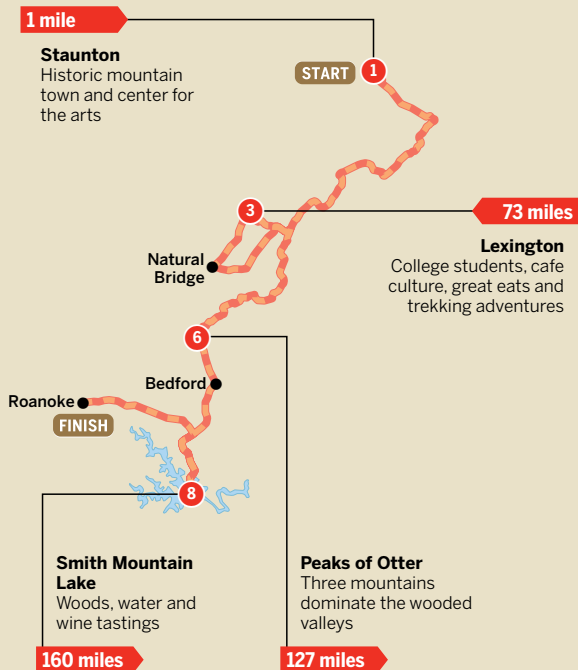 1 mile
Staunton
Historic mountain
town and center for
the arts
START
1
3
73 miles
Lexington
College students, cafe
culture, great eats and
trekking adventures
Natural
Bridge
6
Bedford
Roanoke
FINISH
8
Smith Mountain
Lake
Woods, water and
wine tastings
160 miles
Peaks of Otter
Three mountains
dominate the wooded
valleys
127 miles